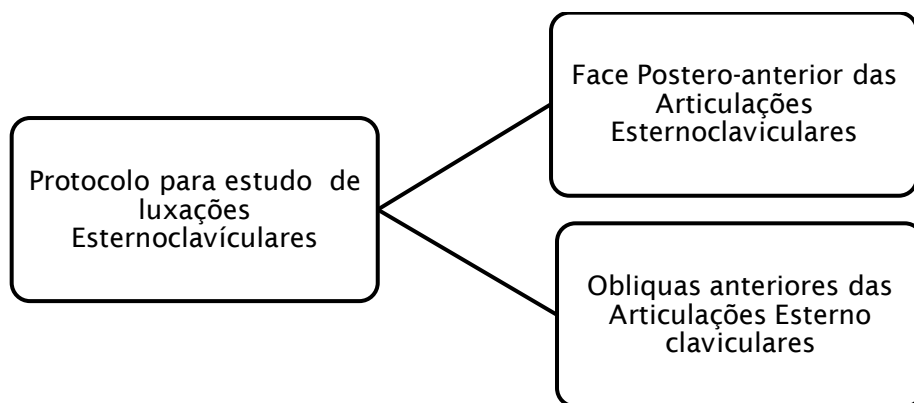 Protocolo para estudo de
luxações
Esternoclavículares
Face Postero-anterior das
Articulações
Esternoclaviculares
Obliquas anteriores das
Articulações Esterno
claviculares